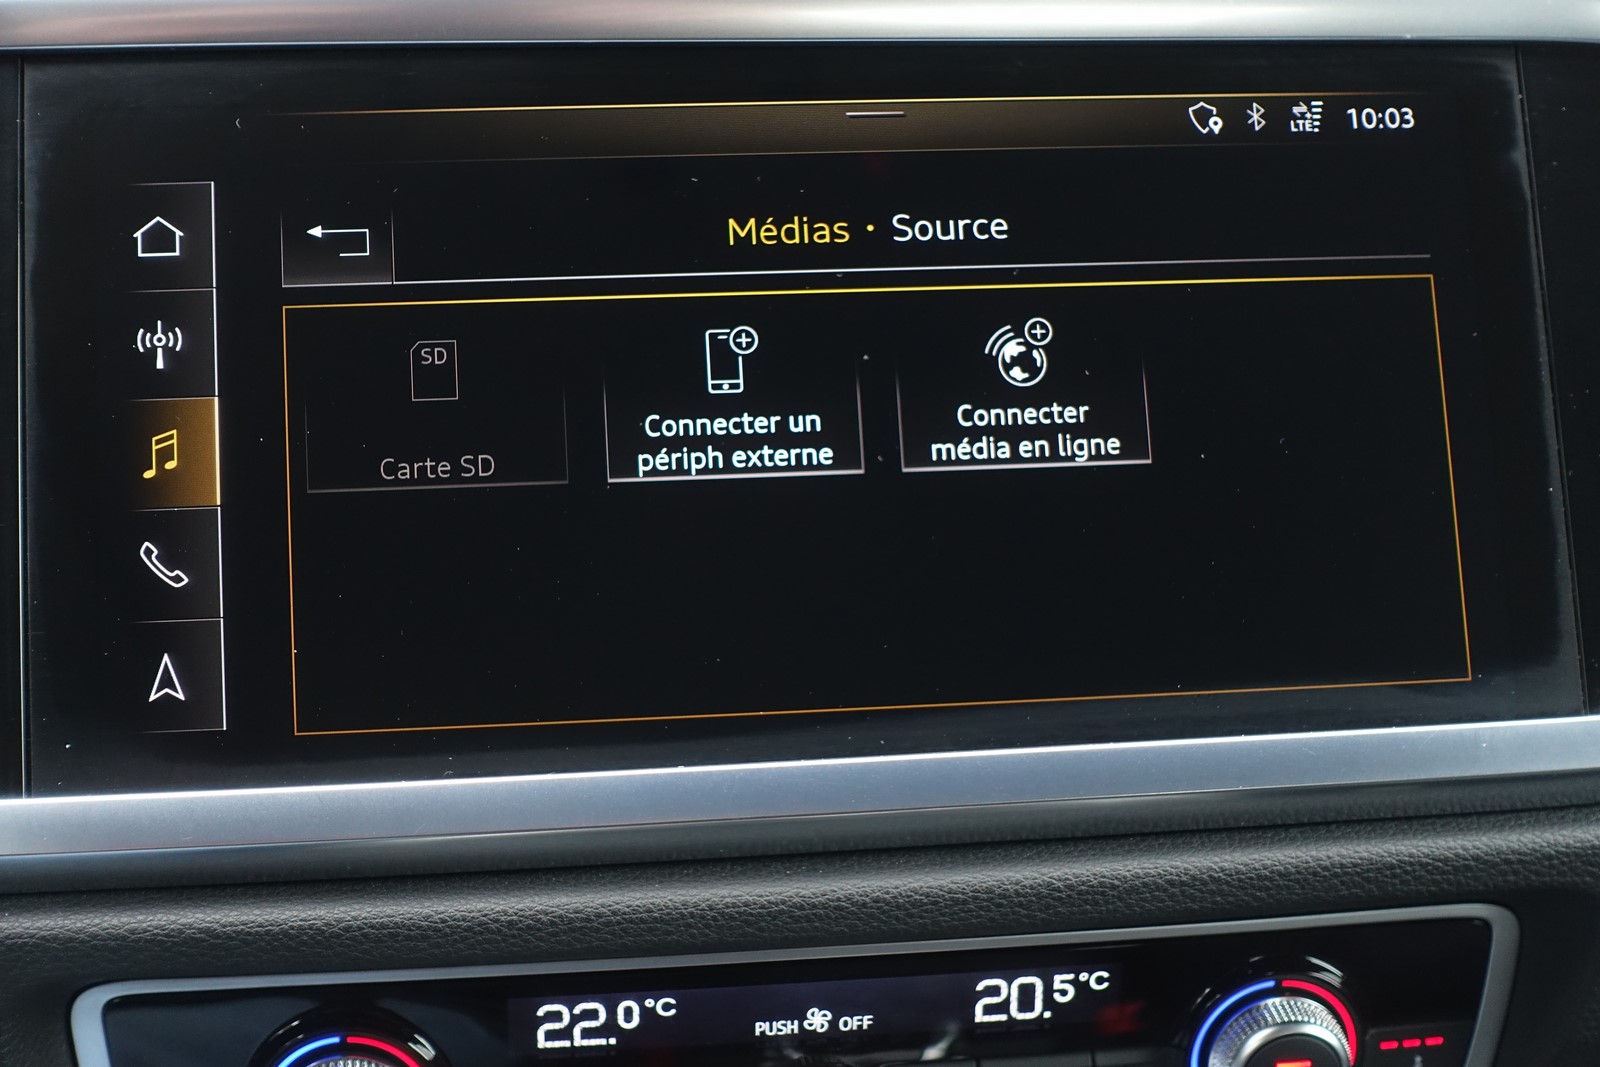 LTE 10:03
Médias · Source
SD
Carte SD
Connecter un
périph externe
Connecter
média en ligne
22.0°C
PUSH OFF
20.5°C